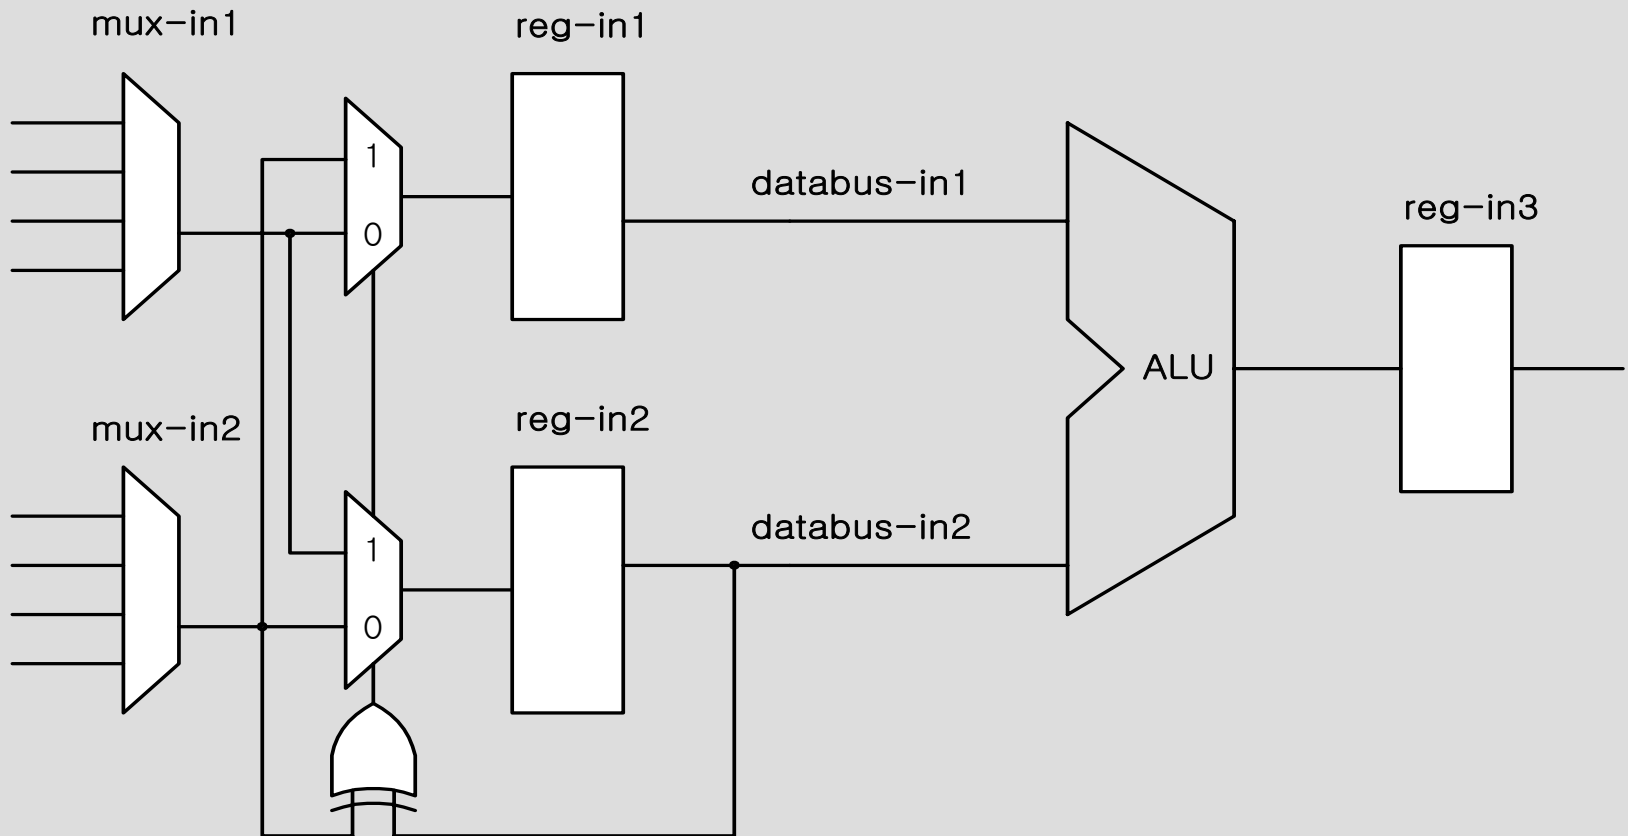 mux-in1
reg-in1
1
0
databus-in1
reg-in3
ALU
mux-in2
reg-in2
1
0
databus-in2